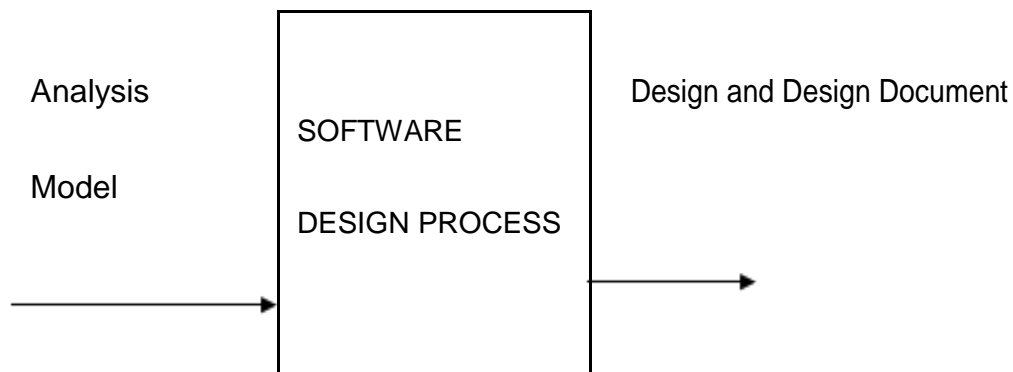 Analysis
Model
SOFTWARE
DESIGN PROCESS
Design and Design Document